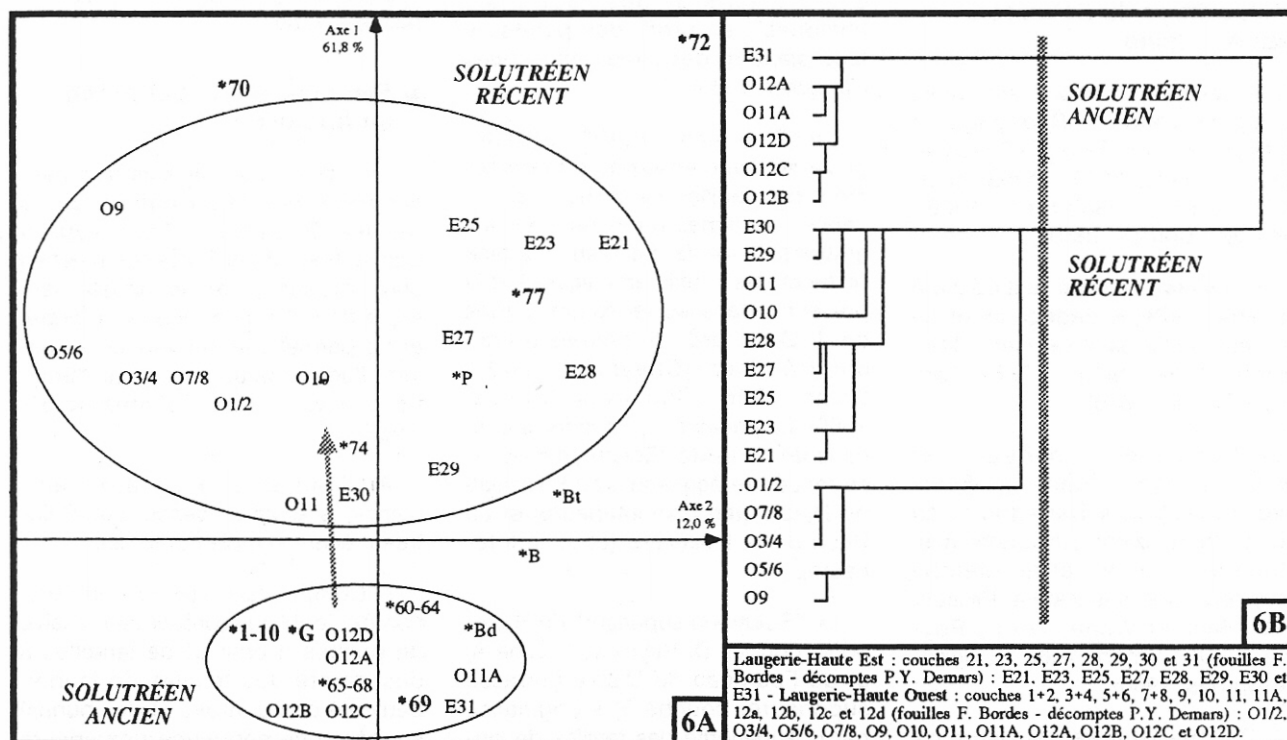 Axe 1
61,8 %
*72
*70
SOLUTRÉEN
RÉCENT
O9
E25
E23
E21
*77
O5/6
E27
O3/4
O7/8
O10
*P
E28
O1/2
*74
E29
O11
E30
*Bt
Axe 2
12,0 %
*B
*60-64
*1-10
*G
O12D
*Bd
O12A
O11A
*65-68
*69
E31
SOLUTRÉEN
ANCIEN
O12B
O12C
6A
E31
O12A
O11A
O12D
O12C
O12B
E30
E29
O11
O10
E28
E27
E25
E23
E21
O1/2
O7/8
O3/4
O5/6
O9
SOLUTRÉEN
ANCIEN
SOLUTRÉEN
RÉCENT
6B
Laugerie-Haute Est : couches 21, 23, 25, 27, 28, 29, 30 et 31 (fouilles F.
Bordes - décomptes P.Y. Demars) : E21, E23, E25, E27, E28, E29, E30 et
E31 - Laugerie-Haute Ouest : couches 1+2, 3+4, 5+6, 7+8, 9, 10, 11, 11A,
12a, 12b, 12c et 12d (fouilles F. Bordes - décomptes P.Y. Demars) : O1/2,
O3/4, O5/6, O7/8, O9, O10, O11, O11A, O12A, O12B, O12C et O12D.